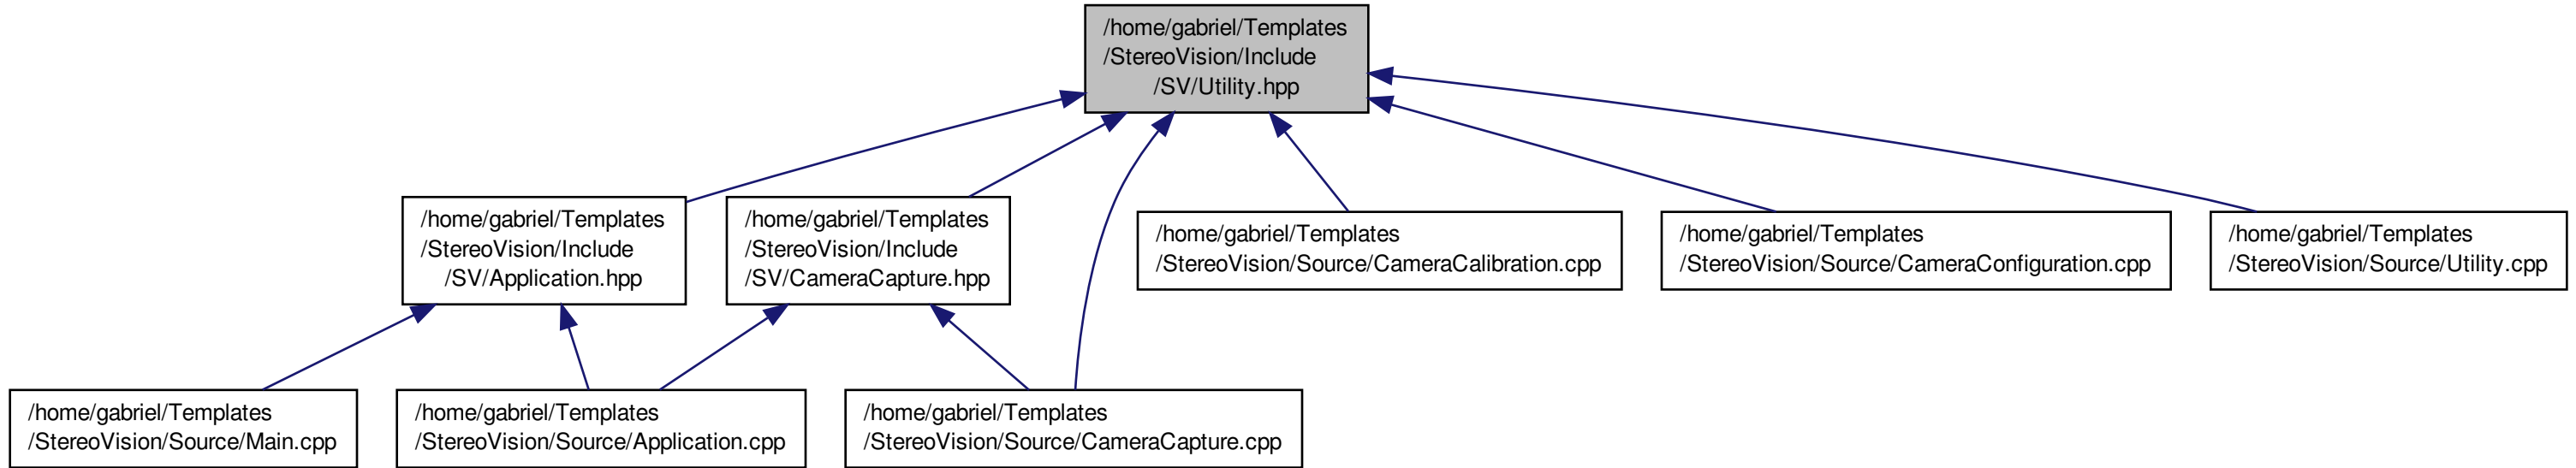 /home/gabriel/Templates
/StereoVision/Include
/SV/Utility.hpp
/home/gabriel/Templates
/StereoVision/Include
/SV/Application.hpp
/home/gabriel/Templates
/StereoVision/Include
/SV/CameraCapture.hpp
/home/gabriel/Templates
/StereoVision/Source/CameraCalibration.cpp
/home/gabriel/Templates
/StereoVision/Source/CameraConfiguration.cpp
/home/gabriel/Templates
/StereoVision/Source/Utility.cpp
/home/gabriel/Templates
/StereoVision/Source/Main.cpp
/home/gabriel/Templates
/StereoVision/Source/Application.cpp
/home/gabriel/Templates
/StereoVision/Source/CameraCapture.cpp